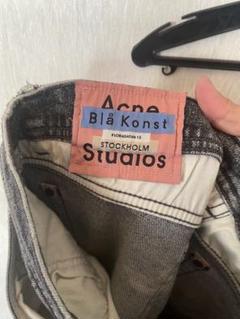 Acne
Blå Konst
FLORAGATAN 13
STOCKHOLM
Studios